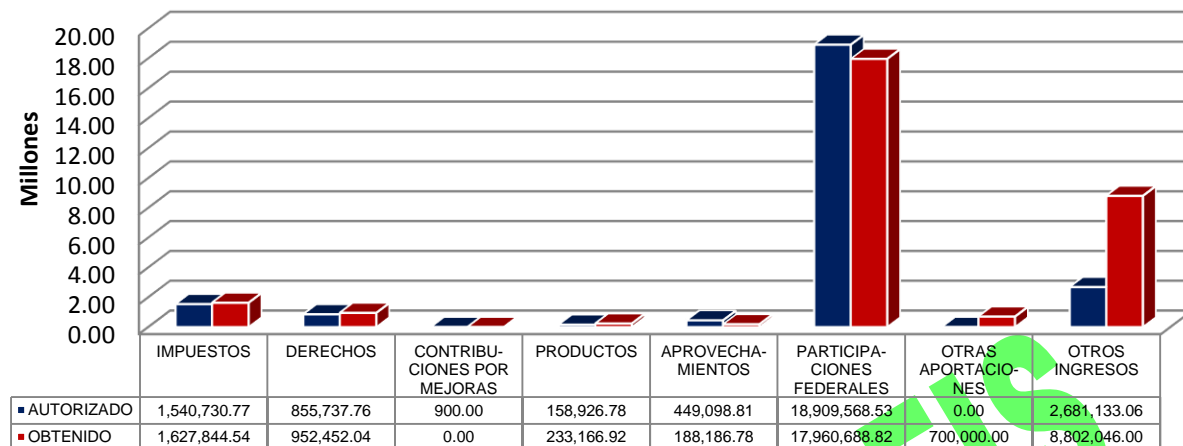 Millones
20.00
18.00
16.00
14.00
12.00
10.00
8.00
6.00
4.00
2.00
0.00
IMPUESTOS
DERECHOS
CONTRIBU-
CIONES POR
MEJORAS
PRODUCTOS
APROVECHA-
MIENTOS
PARTICIPA-
CIONES
FEDERALES
OTRAS
APORTACIO-
NES
OTROS
INGRESOS
AUTORIZADO 1,540,730.77 855,737.76 900.00 158,926.78 449,098.81 18,909,568.53 0.00 2,681,133.06
OBTENIDO 1,627,844.54 952,452.04 0.00 233,166.92 188,186.78 17,960,688.82 700,000.00 8,802,046.00